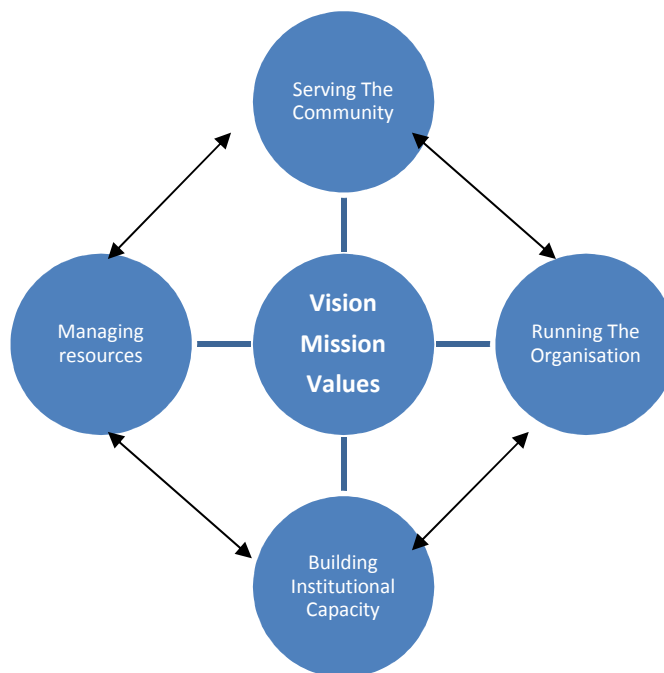 Serving The
Community
Managing
resources
Vision
Mission
Values
Running The
Organisation
Building
Institutional
Capacity